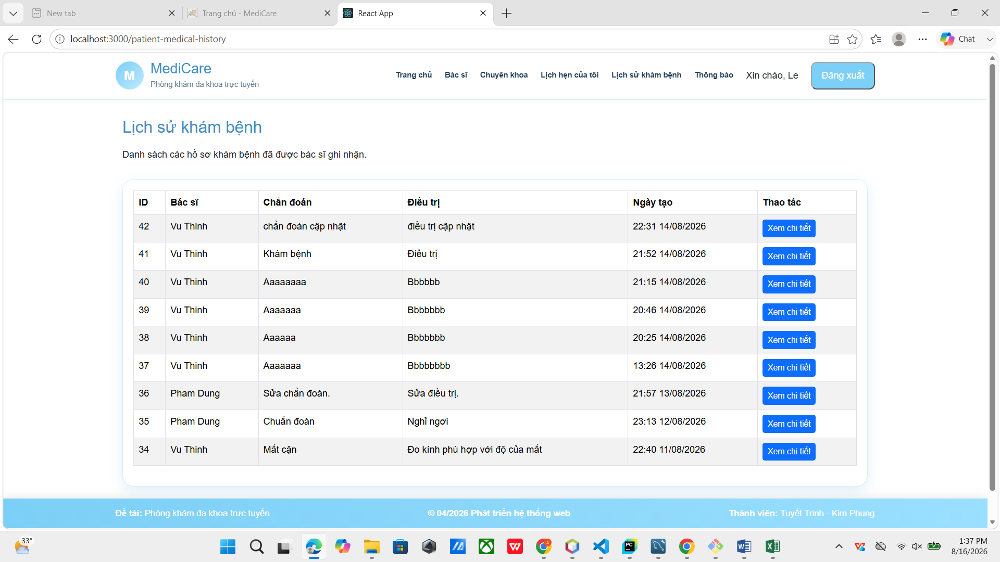 New tab
Trang chủ - MediCare
React App
localhost:3000/patient-medical-history
Chat
M
MediCare
Phòng khám đa khoa trực tuyến
Trang chủ Bác sĩ Chuyên khoa Lịch hẹn của tôi Lịch sử khám bệnh Thông báo Xin chào, Le Đăng xuất
Lịch sử khám bệnh
Danh sách các hồ sơ khám bệnh đã được bác sĩ ghi nhận.
ID Bác sĩ Chẩn đoán Điều trị Ngày tạo Thao tác
42 Vu Thinh chẩn đoán cập nhật điều trị cập nhật 22:31 14/08/2026 Xem chi tiết
41 Vu Thinh Khám bệnh Điều trị 21:52 14/08/2026 Xem chi tiết
40 Vu Thinh Aaaaaaaa Bbbbbb 21:15 14/08/2026 Xem chi tiết
39 Vu Thinh Aaaaaaa Bbbbbbb 20:46 14/08/2026 Xem chi tiết
38 Vu Thinh Aaaaaa Bbbbbbb 20:25 14/08/2026 Xem chi tiết
37 Vu Thinh Aaaaaaa Bbbbbbbb 13:26 14/08/2026 Xem chi tiết
36 Pham Dung Sửa chẩn đoán. Sửa điều trị. 21:57 13/08/2026 Xem chi tiết
35 Pham Dung Chuẩn đoán Nghỉ ngơi 23:13 12/08/2026 Xem chi tiết
34 Vu Thinh Mắt cận Đo kính phù hợp với độ của mắt 22:40 11/08/2026 Xem chi tiết
Đề tài: Phòng khám đa khoa trực tuyến © 04/2026 Phát triển hệ thống web Thành viên: Tuyết Trinh - Kim Phụng
33°
1:37 PM
8/16/2026